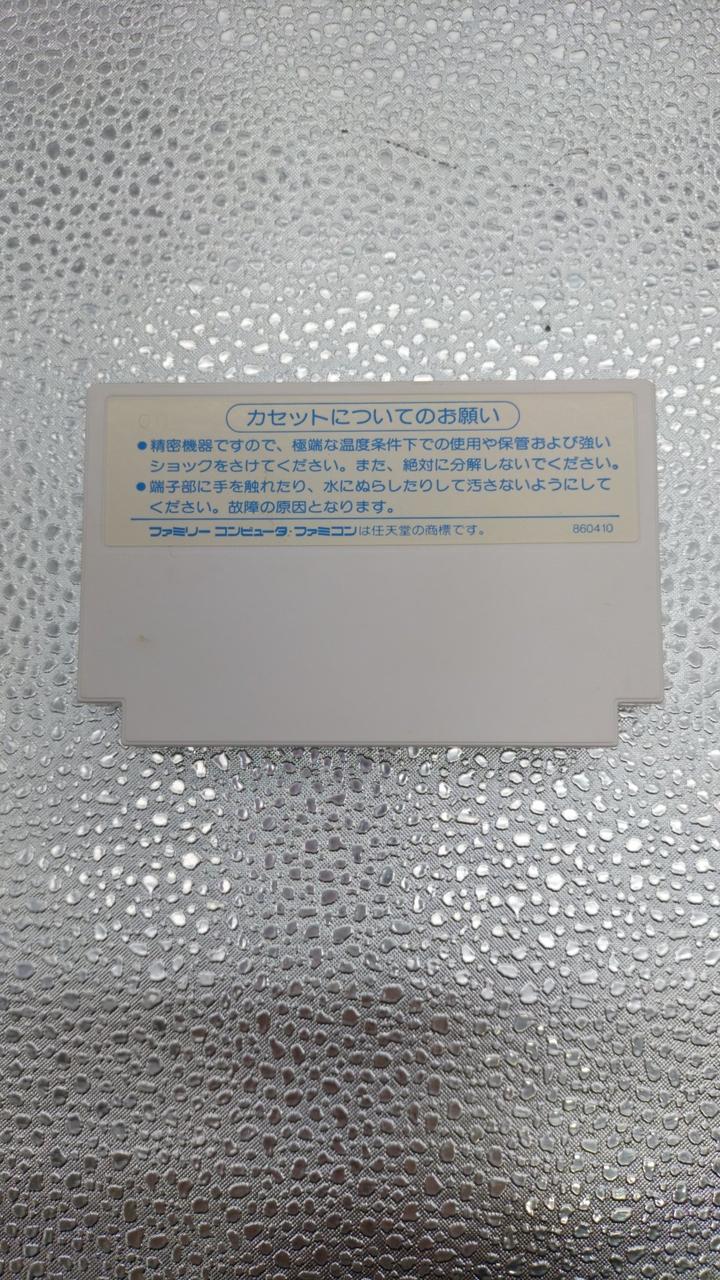 カセットについてのお願い
●精密機器ですので、極端な温度条件下での使用や保管および強い
ショックをさけてください。また、絶対に分解しないでください。
●端子部に手を触れたり、水にぬらしたりして汚さないようにして
ください。故障の原因となります。
ファミリー コンピュータ・ファミコンは任天堂の商標です。 860410